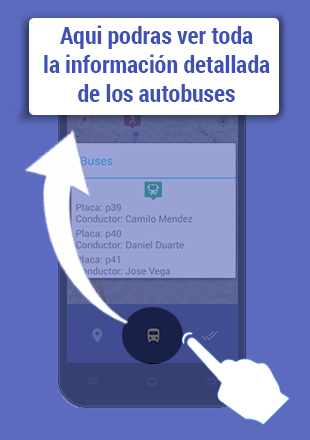 Aqui podras ver toda
la información detallada
de los autobuses
Buses
Placa: p39
Conductor: Camilo Mendez
Placa: p40
Conductor: Daniel Duarte
Placa: p41
Conductor: Jose Vega